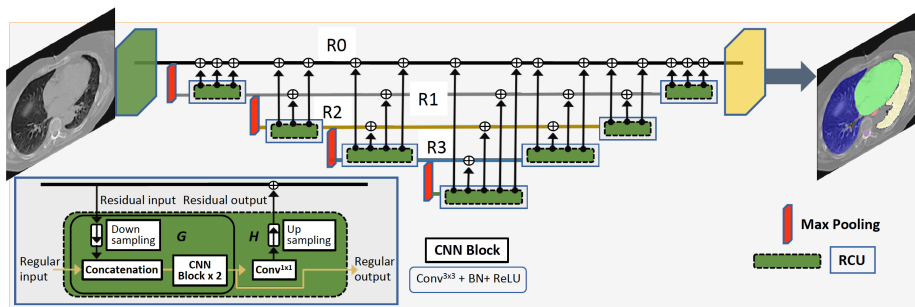 R0
R1
R2
R3
Residual input
Residual output
Down
sampling
G
H
Up
sampling
Regular
input
Concatenation
CNN
Block x 2
Conv1x1
Regular
output
CNN Block
Conv3x3 + BN+ ReLU
Max Pooling
RCU